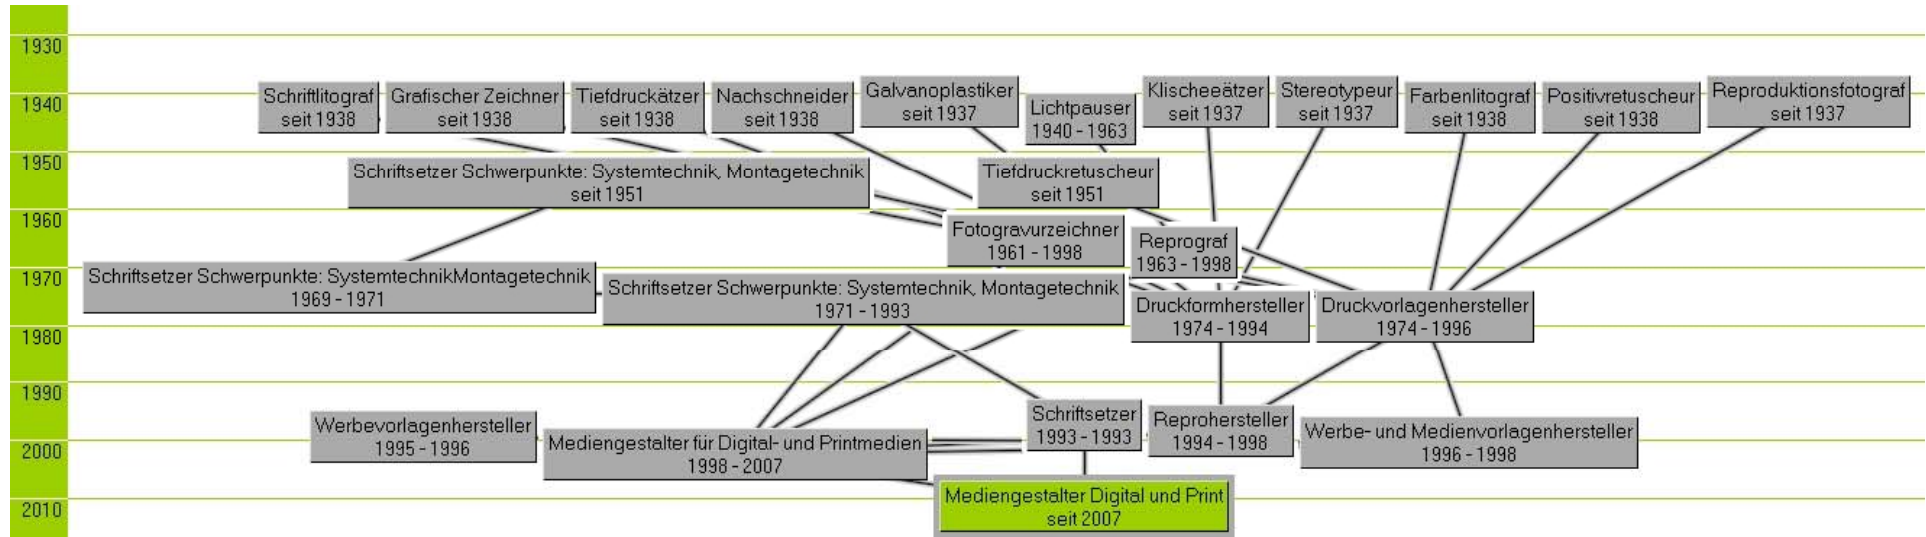 1930
1940
1950
1960
1970
1980
1990
2000
2010
Schriftlitograf
seit 1938
Grafischer Zeichner
seit 1938
Tiefdruckätzer
seit 1938
Nachschneider
seit 1938
Galvanoplastiker
seit 1937
Lichtpauser
1940 - 1963
Klischeeätzer
seit 1937
Stereotypeur
seit 1937
Farbenlitograf
seit 1938
Positivretuscheur
seit 1938
Reproduktionsfotograf
seit 1937
Schriftsetzer Schwerpunkte: Systemtechnik, Montagetechnik
seit 1951
Tiefdruckretuscheur
seit 1951
Fotogravurzeichner
1961 - 1998
Reprograf
1963 - 1998
Schriftsetzer Schwerpunkte: SystemtechnikMontagetechnik
1969 - 1971
Schriftsetzer Schwerpunkte: Systemtechnik, Montagetechnik
1971 - 1993
Druckformhersteller
1974 - 1994
Druckvorlagenhersteller
1974 - 1996
Werbevorlagenhersteller
1995 - 1996
Mediengestalter für Digital- und Printmedien
1998 - 2007
Schriftsetzer
1993 - 1993
Reprohersteller
1994 - 1998
Werbe- und Medienvorlagenhersteller
1996 - 1998
Mediengestalter Digital und Print
seit 2007